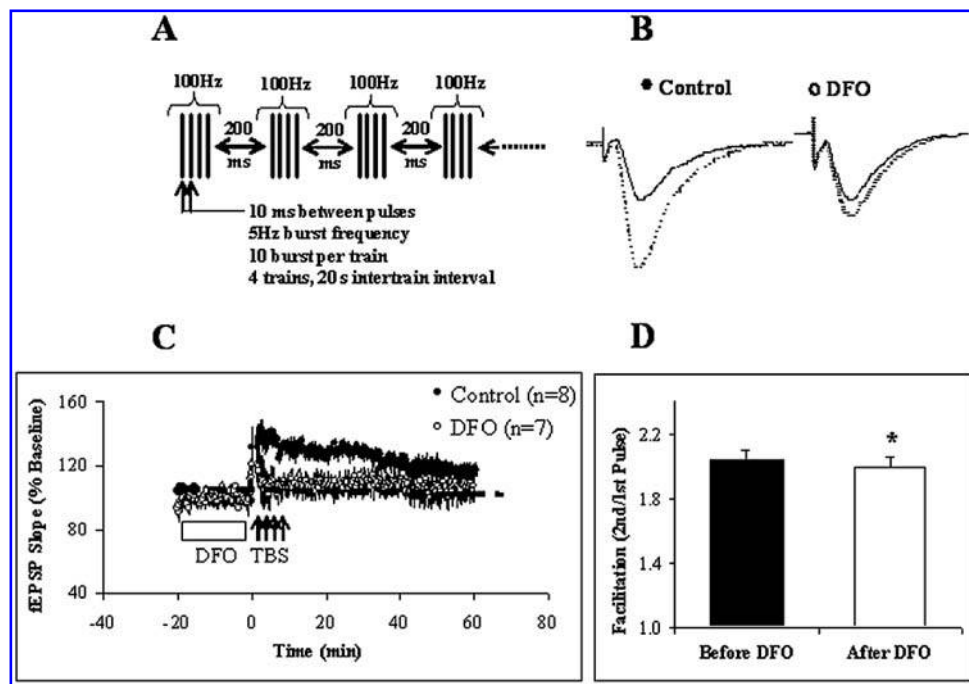 A
100Hz 100Hz 100Hz 100Hz
200 200 200
ms ms ms
10 ms between pulses
5Hz burst frequency
10 burst per train
4 trains, 20 s intertrain interval
B
Control DFO
C
fEPSP Slope (% Baseline)
160
120
80
40
Control (n=8)
DFO (n=7)
DFO TBS
-40 -20 0 20 40 60 80
Time (min)
D
Facilitation (2nd/1st Pulse)
2.2
1.8
1.4
1.0
*
Before DFO After DFO